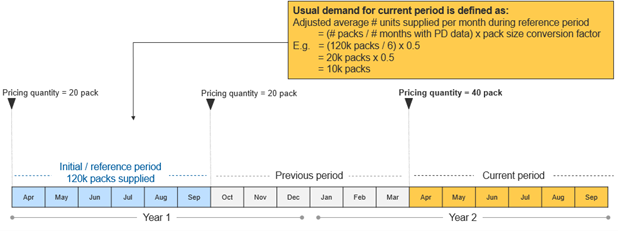 Usual demand for current period is defined as:
Adjusted average # units supplied per month during reference period
= (# packs / # months with PD data) x pack size conversion factor
E.g. = (120k packs / 6) x 0.5
= 20k packs x 0.5
= 10k packs
Pricing quantity = 20 pack
Pricing quantity = 20 pack
Pricing quantity = 40 pack
Initial / reference period
120k packs supplied
Previous period
Current period
Apr May Jun Jul Aug Sep Oct Nov Dec Jan Feb Mar Apr May Jun Jul Aug Sep
Year 1
Year 2